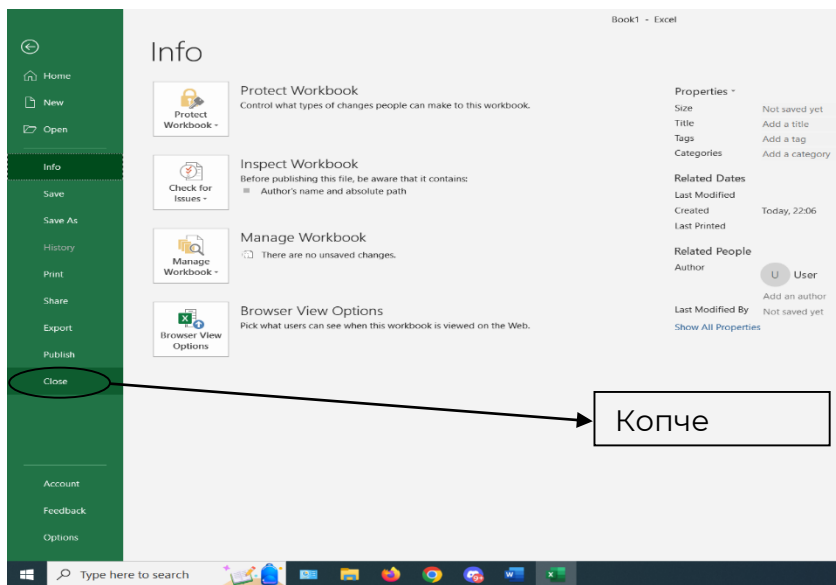 Book1 - Excel
Info
Home
New
Open
Info
Save
Save As
History
Print
Share
Export
Publish
Close
Account
Feedback
Options
Protect Workbook
Protect Workbook
Control what types of changes people can make to this workbook.
Check for Issues
Inspect Workbook
Before publishing this file, be aware that it contains:
Author's name and absolute path
Manage Workbook
Manage Workbook
There are no unsaved changes.
Browser View Options
Browser View Options
Pick what users can see when this workbook is viewed on the Web.
Properties
Size Not saved yet
Title Add a title
Tags Add a tag
Categories Add a category
Related Dates
Last Modified
Created Today, 22:06
Last Printed
Related People
Author U User
Add an author
Last Modified By Not saved yet
Show All Properties
Копче
Type here to search